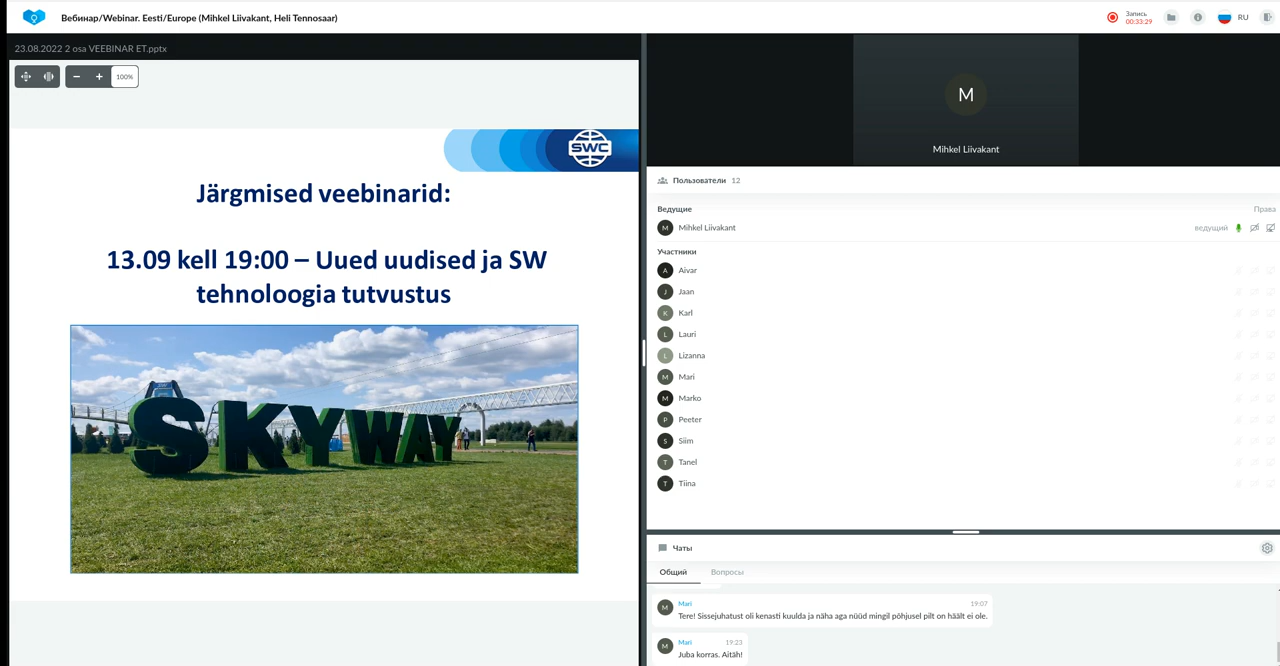 Вебинар/Webinar. Eesti/Europe (Mihkel Liivakant, Heli Tennosaar)
Запись
00:33:29
RU
23.08.2022 2 osa VEEBINAR ET.pptx
100%
SWC
Järgmised veebinarid:
13.09 kell 19:00 – Uued uudised ja SW
tehnoloogia tutvustus
SKYWAY
M
Mihkel Liivakant
Пользователи 12
Ведущие
Права
M Mihkel Liivakant
ведущий
Участники
A Aivar
J Jaan
K Karl
L Lauri
L Lizanna
M Mari
M Marko
P Peeter
S Siim
T Tanel
T Tiina
Чаты
Общий
Вопросы
M
Mari
19:07
Tere! Sissejuhatust oli kenasti kuulda ja näha aga nüüd mingil põhjusel pilt on häält ei ole.
M
Mari
19:23
Juba korras. Aitäh!